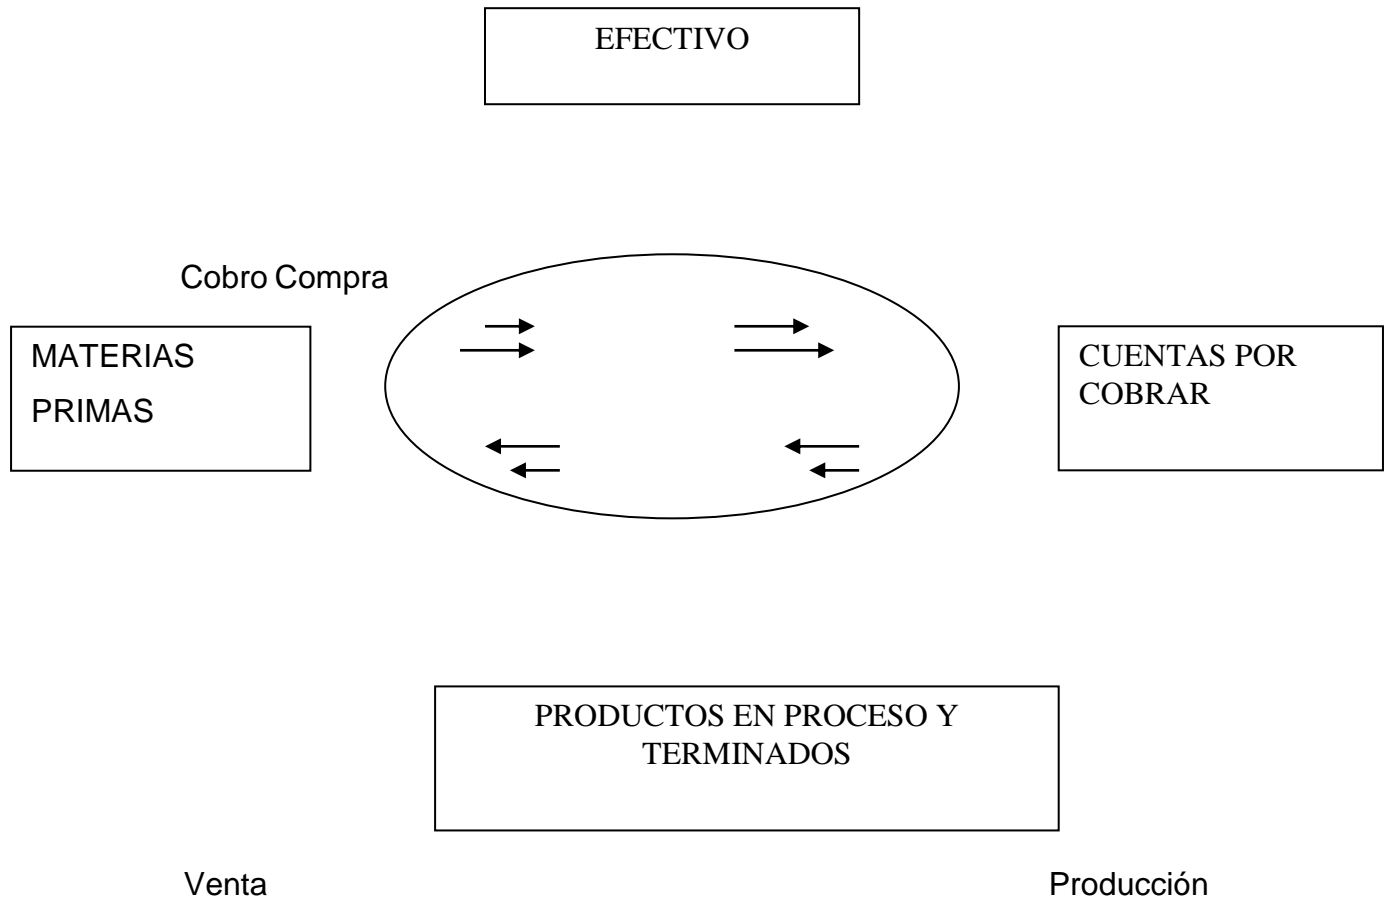 EFECTIVO
Cobro Compra
MATERIAS
PRIMAS
CUENTAS POR
COBRAR
PRODUCTOS EN PROCESO Y
TERMINADOS
Venta
Producción